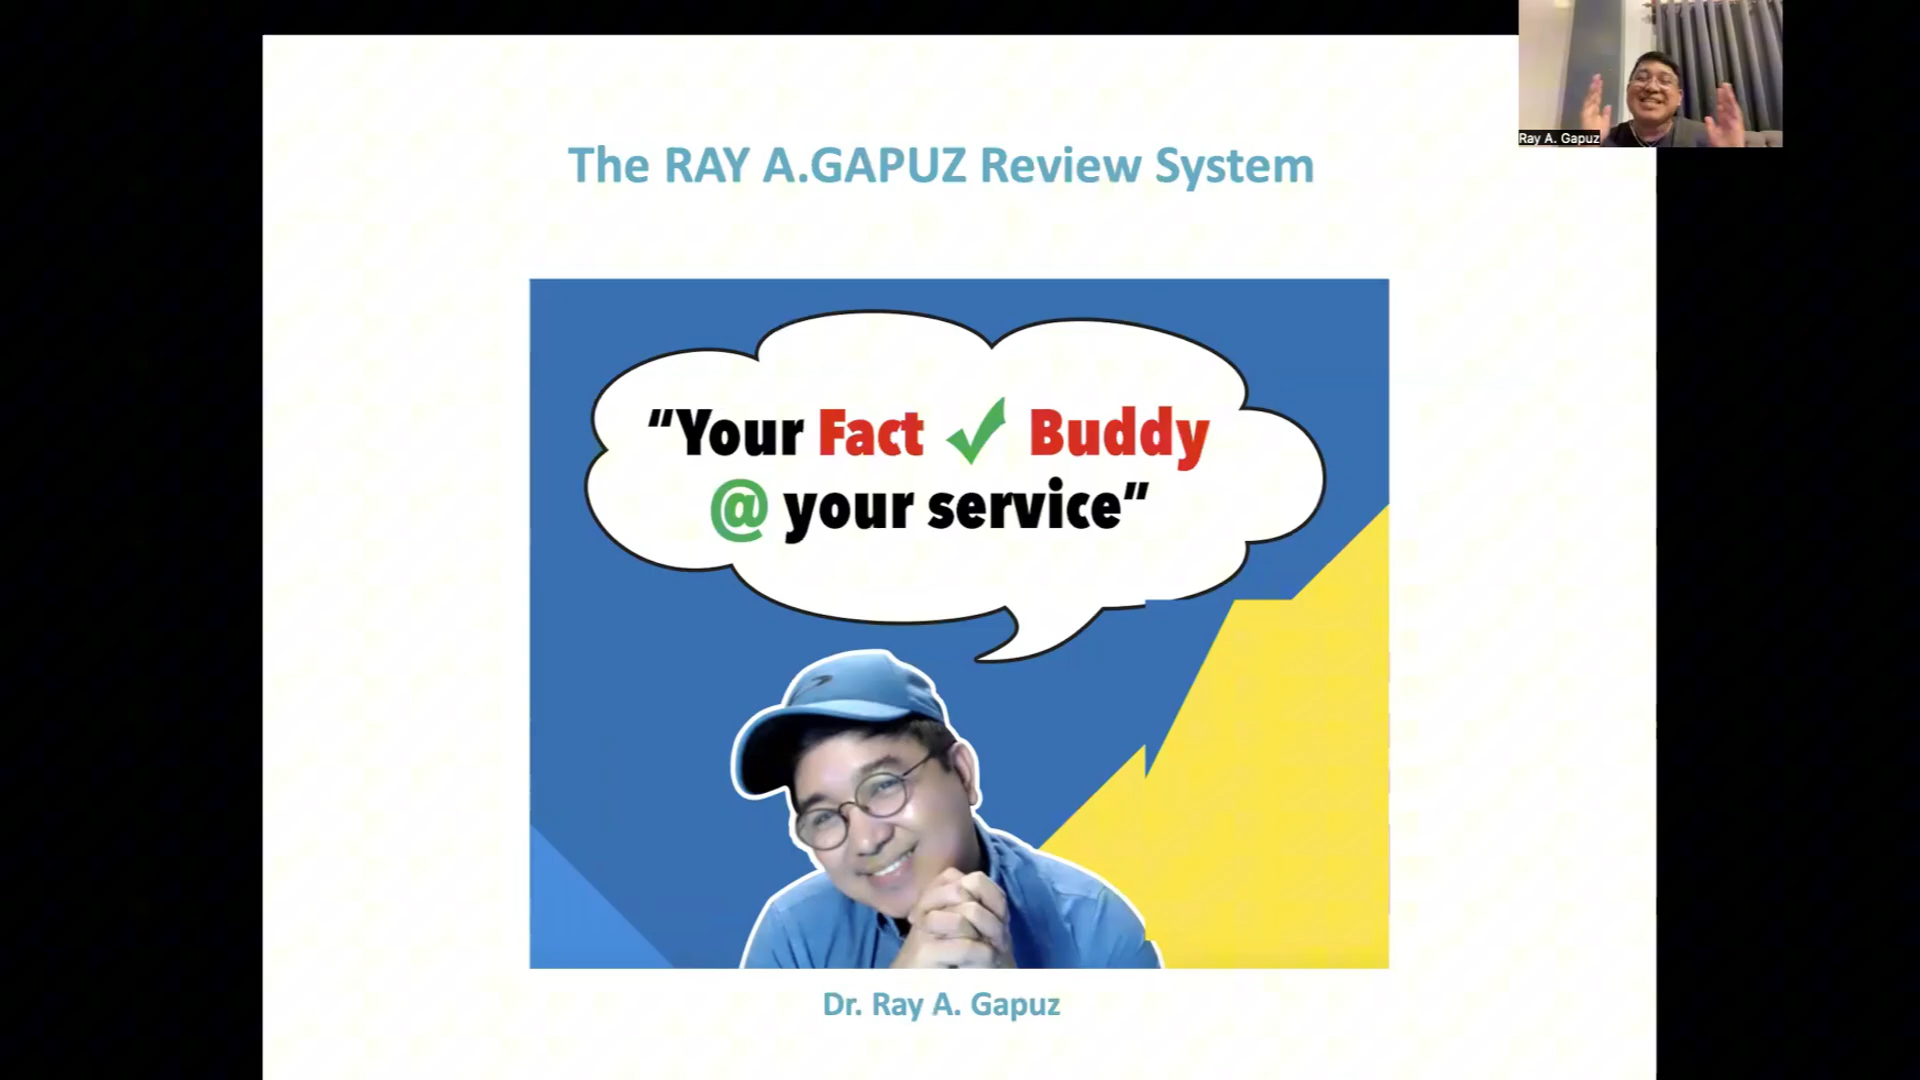 Ray A. Gapuz
The RAY A.GAPUZ Review System
“Your Fact ✓ Buddy
@ your service”
Dr. Ray A. Gapuz